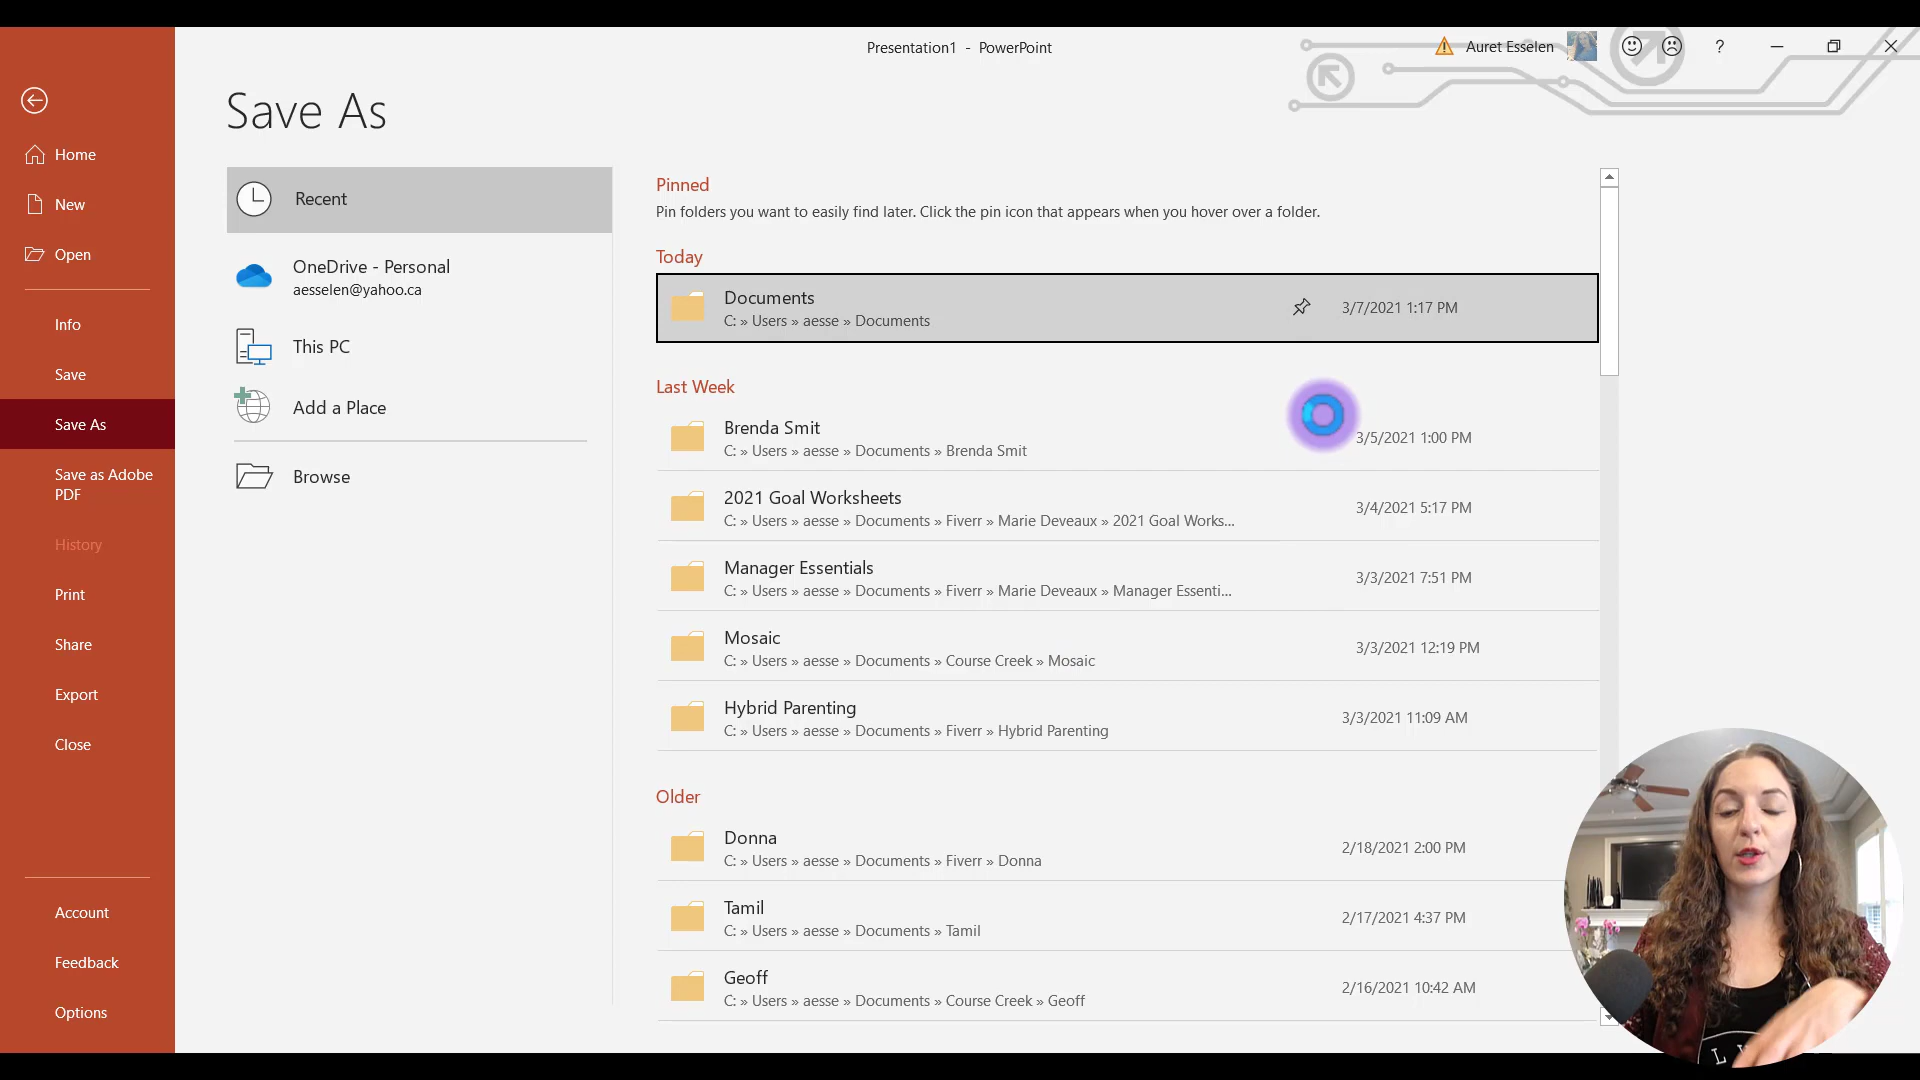 Presentation1 - PowerPoint
Auret Esselen
?
Save As
Home
New
Open
Info
Save
Save As
Save as Adobe
PDF
History
Print
Share
Export
Close
Account
Feedback
Options
Recent
OneDrive - Personal
aesselen@yahoo.ca
This PC
Add a Place
Browse
Pinned
Pin folders you want to easily find later. Click the pin icon that appears when you hover over a folder.
Today
Documents
C: » Users » aesse » Documents
3/7/2021 1:17 PM
Last Week
Brenda Smit
C: » Users » aesse » Documents » Brenda Smit
3/5/2021 1:00 PM
2021 Goal Worksheets
C: » Users » aesse » Documents » Fiverr » Marie Deveaux » 2021 Goal Works...
3/4/2021 5:17 PM
Manager Essentials
C: » Users » aesse » Documents » Fiverr » Marie Deveaux » Manager Essenti...
3/3/2021 7:51 PM
Mosaic
C: » Users » aesse » Documents » Course Creek » Mosaic
3/3/2021 12:19 PM
Hybrid Parenting
C: » Users » aesse » Documents » Fiverr » Hybrid Parenting
3/3/2021 11:09 AM
Older
Donna
C: » Users » aesse » Documents » Fiverr » Donna
2/18/2021 2:00 PM
Tamil
C: » Users » aesse » Documents » Tamil
2/17/2021 4:37 PM
Geoff
C: » Users » aesse » Documents » Course Creek » Geoff
2/16/2021 10:42 AM